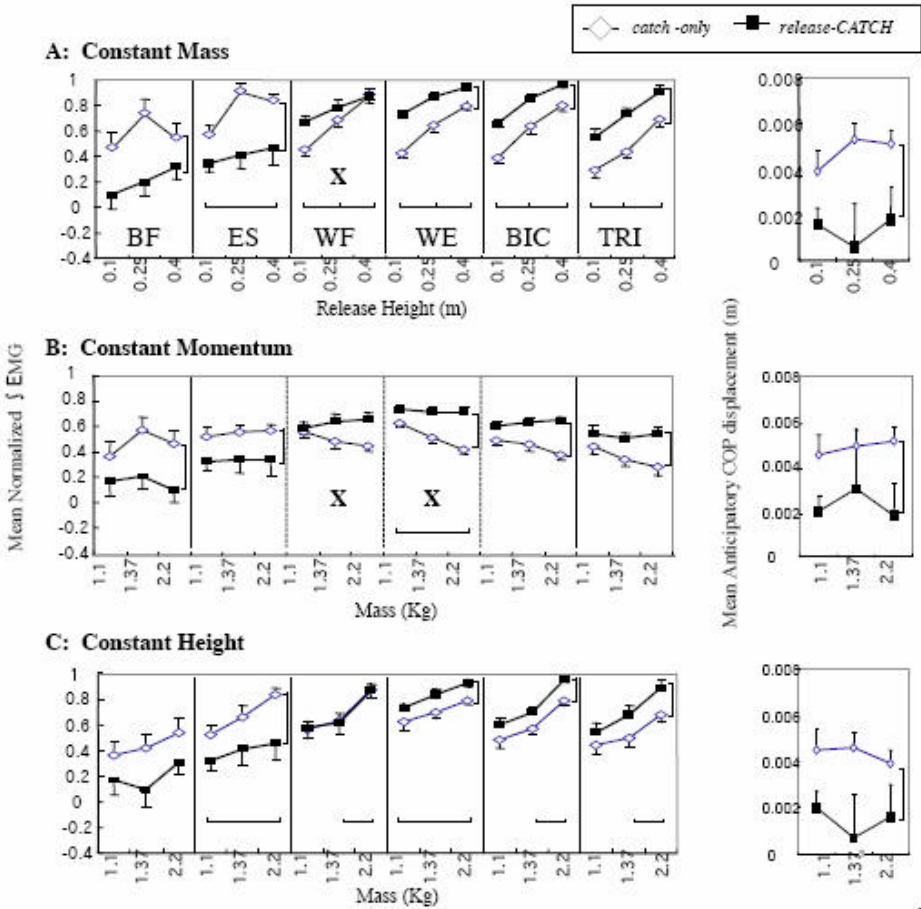 catch -only release-CATCH
A: Constant Mass
1
0.8
0.6
0.4
0.2
0
-0.2
-0.4
X
BF ES WF WE BIC TRI
0.1 0.25 0.4 0.1 0.25 0.4 0.1 0.25 0.4 0.1 0.25 0.4 0.1 0.25 0.4 0.1 0.25 0.4
Release Height (m)
0.008
0.006
0.004
0.002
0
0.1 0.25 0.4
B: Constant Momentum
Mean Normalized ∫ EMG
1
0.8
0.6
0.4
0.2
0
-0.2
-0.4
X X
1.1 1.37 2.2 1.1 1.37 2.2 1.1 1.37 2.2 1.1 1.37 2.2 1.1 1.37 2.2 1.1 1.37 2.2
Mass (Kg)
Mean Anticipatory COP displacement (m)
0.008
0.006
0.004
0.002
0
1.1 1.37 2.2
C: Constant Height
1
0.8
0.6
0.4
0.2
0
-0.2
-0.4
1.1 1.37 2.2 1.1 1.37 2.2 1.1 1.37 2.2 1.1 1.37 2.2 1.1 1.37 2.2 1.1 1.37 2.2
Mass (Kg)
0.008
0.006
0.004
0.002
0
1.1 1.37 2.2